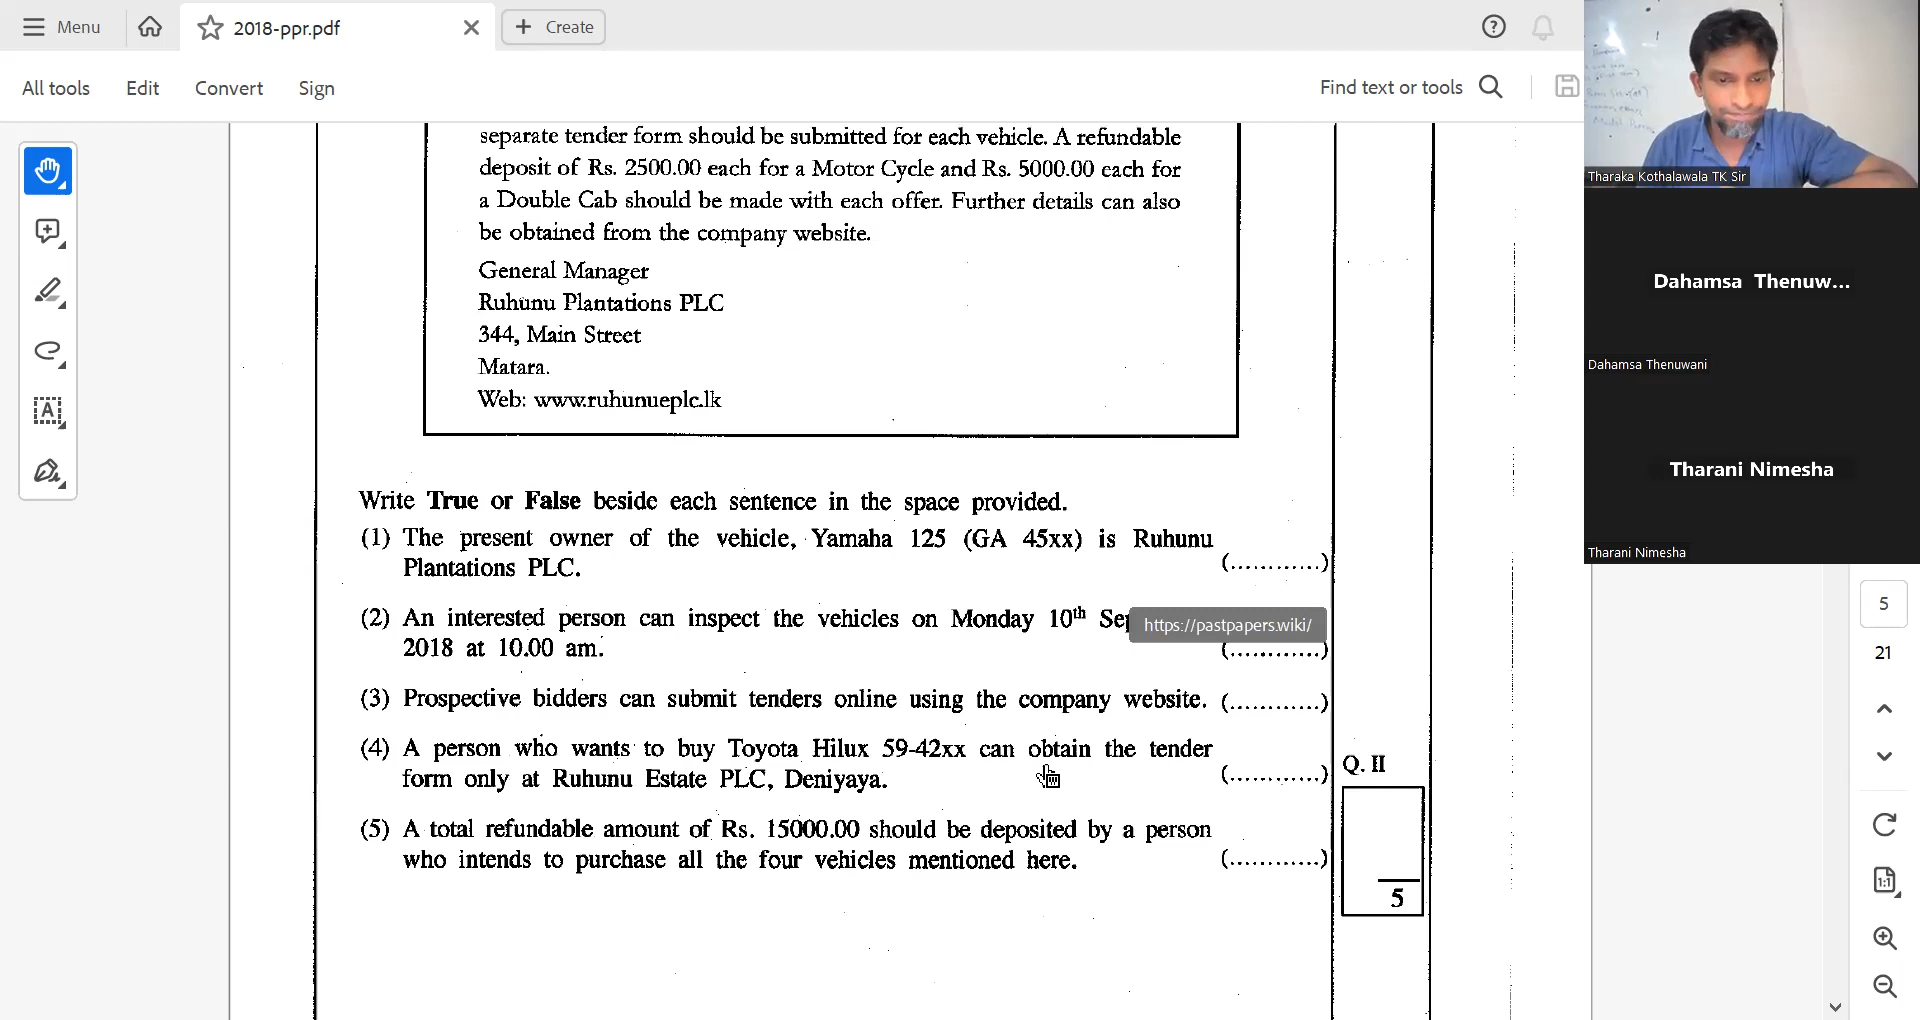 Menu
2018-ppr.pdf
Create
All tools
Edit
Convert
Sign
Find text or tools
separate tender form should be submitted for each vehicle. A refundable
deposit of Rs. 2500.00 each for a Motor Cycle and Rs. 5000.00 each for
a Double Cab should be made with each offer. Further details can also
be obtained from the company website.
General Manager
Ruhunu Plantations PLC
344, Main Street
Matara.
Web: www.ruhunueplc.lk
Write True or False beside each sentence in the space provided.
(1) The present owner of the vehicle, Yamaha 125 (GA 45xx) is Ruhunu
Plantations PLC. (............)
(2) An interested person can inspect the vehicles on Monday 10th Sep
https://pastpapers.wiki/
2018 at 10.00 am. (............)
(3) Prospective bidders can submit tenders online using the company website. (............)
(4) A person who wants to buy Toyota Hilux 59-42xx can obtain the tender
form only at Ruhunu Estate PLC, Deniyaya. (............)
(5) A total refundable amount of Rs. 15000.00 should be deposited by a person
who intends to purchase all the four vehicles mentioned here. (............)
Q. II
5
Tharaka Kothalawala TK Sir
Dahamsa Thenuw...
Dahamsa Thenuwani
Tharani Nimesha
Tharani Nimesha
5
21
1:1